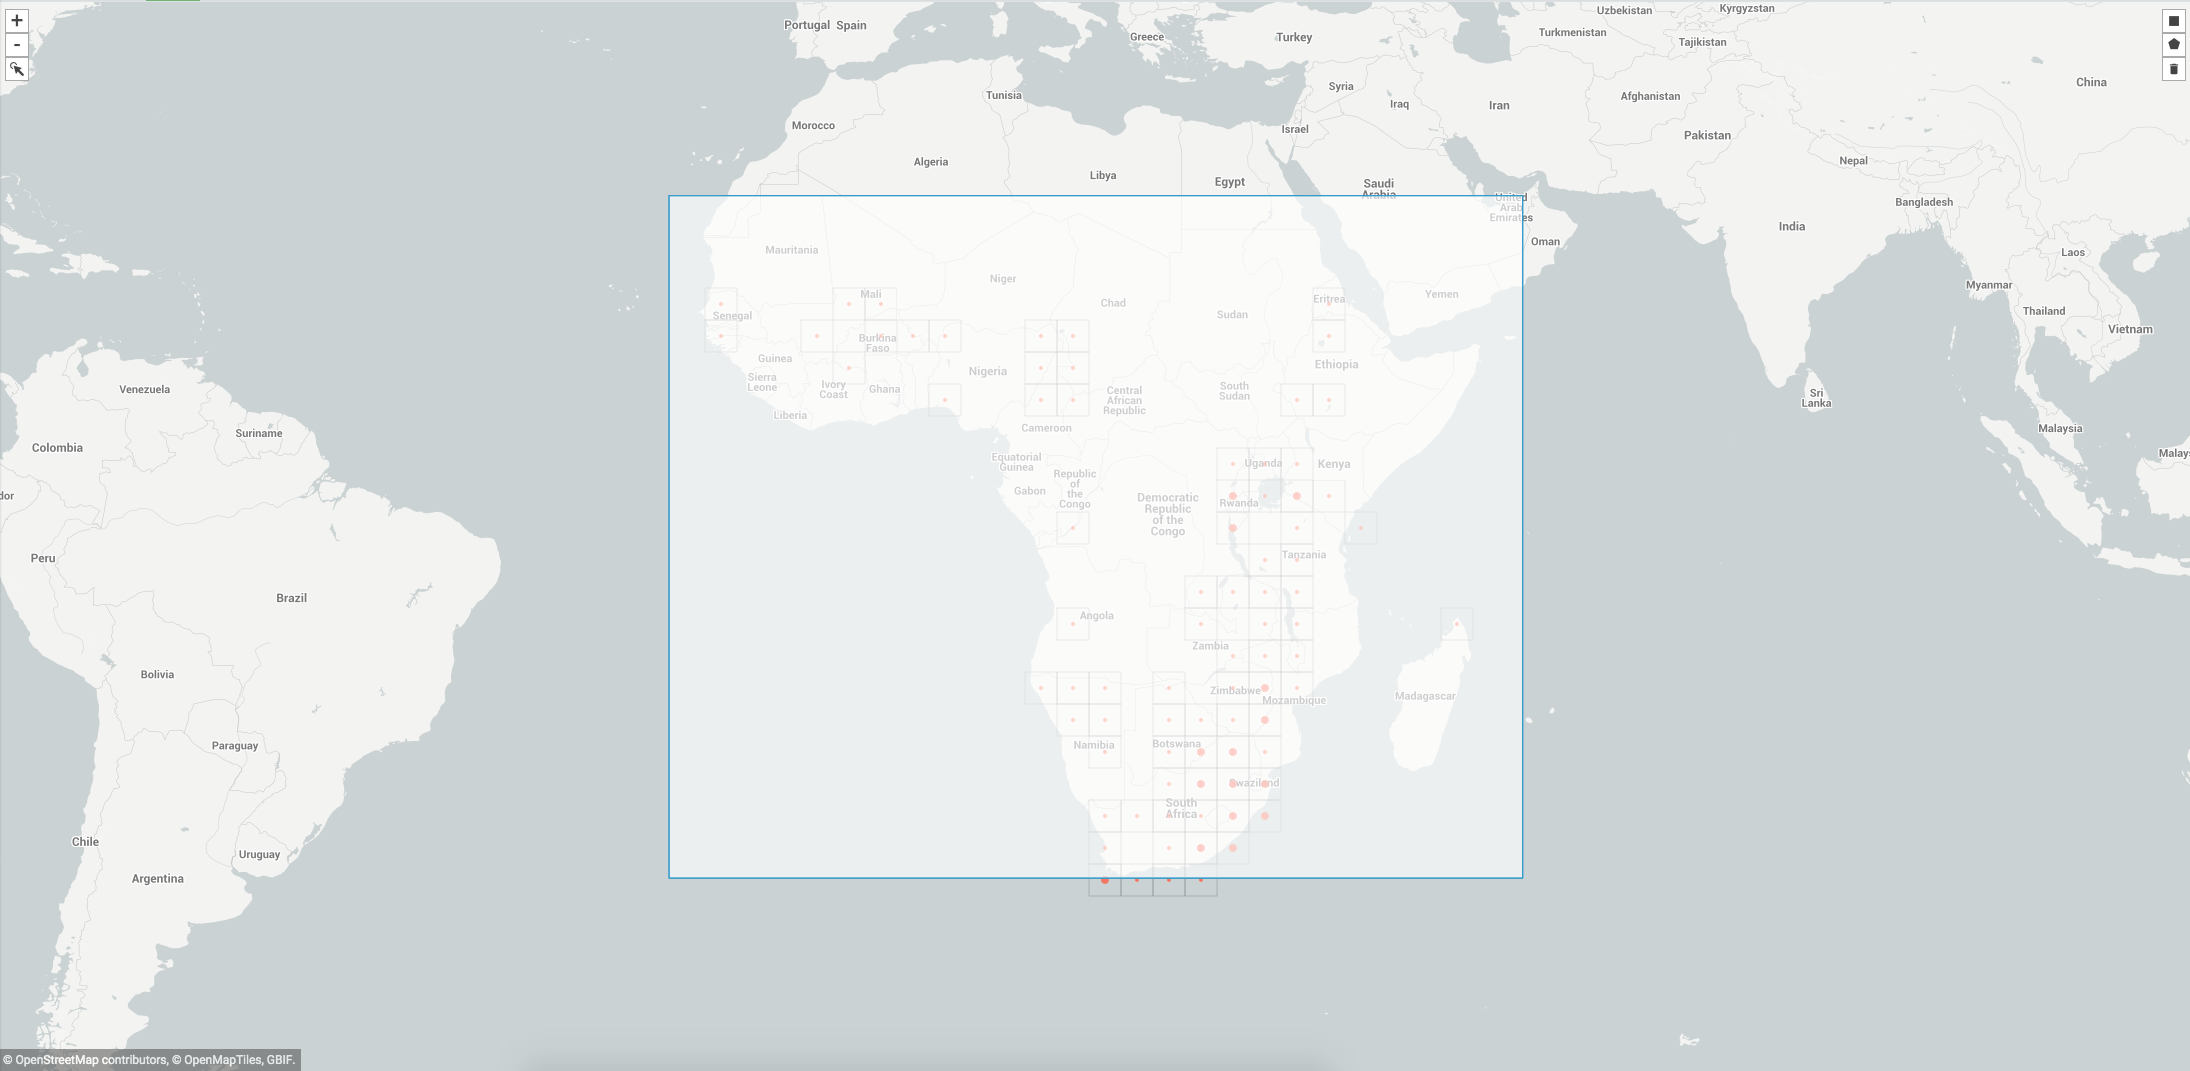 +
-
Portugal Spain
Greece
Turkey
Uzbekistan
Kyrgyzstan
Turkmenistan
Tajikistan
China
Tunisia
Syria
Iraq
Iran
Afghanistan
Morocco
Israel
Pakistan
Algeria
Libya
Egypt
Saudi
Arabia
Nepal
United
Arab
Emirates
Bangladesh
India
Oman
Laos
Mauritania
Niger
Mali
Chad
Eritrea
Yemen
Myanmar
Senegal
Sudan
Thailand
Vietnam
Burkina
Faso
Guinea
Nigeria
Ethiopia
Sierra
Leone
Ivory
Coast
Ghana
Central
African
Republic
South
Sudan
Sri
Lanka
Venezuela
Liberia
Cameroon
Malaysia
Suriname
Colombia
Equatorial
Guinea
Uganda
Kenya
Malays
Republic
of
the
Congo
Gabon
Democratic
Republic
of the
Congo
Rwanda
dor
Peru
Tanzania
Brazil
Angola
Zambia
Bolivia
Zimbabwe
Mozambique
Madagascar
Paraguay
Namibia
Botswana
Swaziland
South
Africa
Chile
Uruguay
Argentina
© OpenStreetMap contributors, © OpenMapTiles, GBIF.